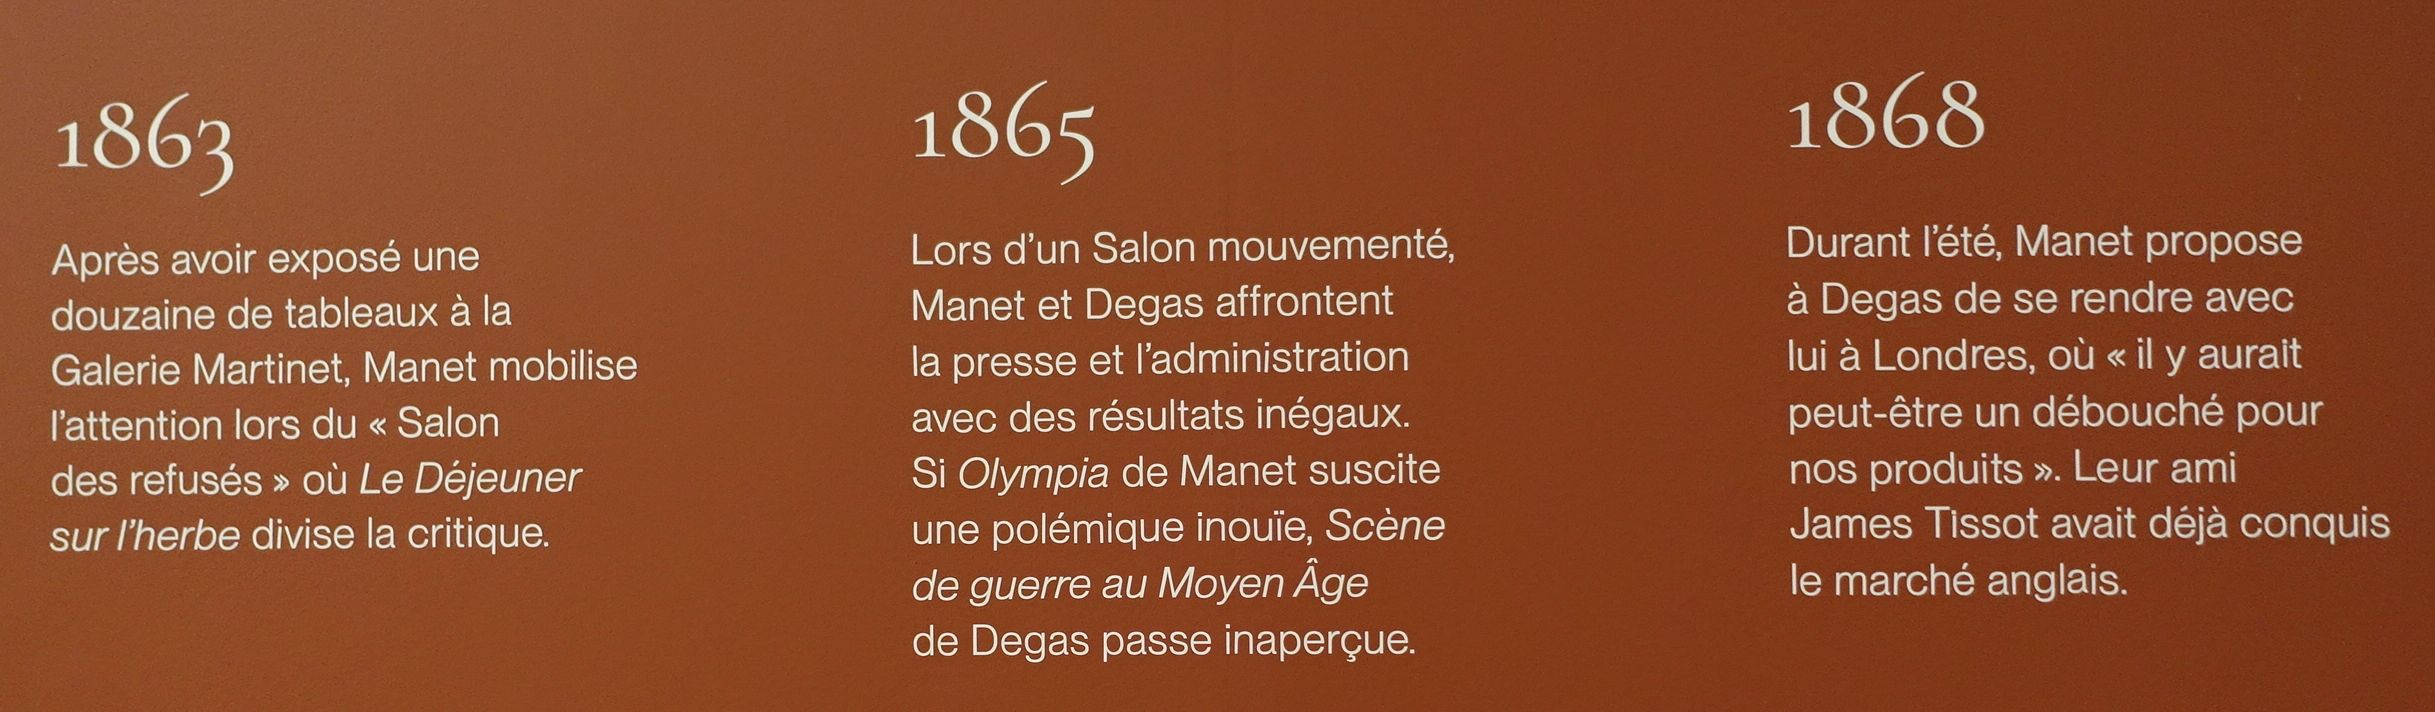 1863
Après avoir exposé une
douzaine de tableaux à la
Galerie Martinet, Manet mobilise
l’attention lors du « Salon
des refusés » où Le Déjeuner
sur l’herbe divise la critique.
1865
Lors d’un Salon mouvementé,
Manet et Degas affrontent
la presse et l’administration
avec des résultats inégaux.
Si Olympia de Manet suscite
une polémique inouïe, Scène
de guerre au Moyen Âge
de Degas passe inaperçue.
1868
Durant l’été, Manet propose
à Degas de se rendre avec
lui à Londres, où « il y aurait
peut-être un débouché pour
nos produits ». Leur ami
James Tissot avait déjà conquis
le marché anglais.